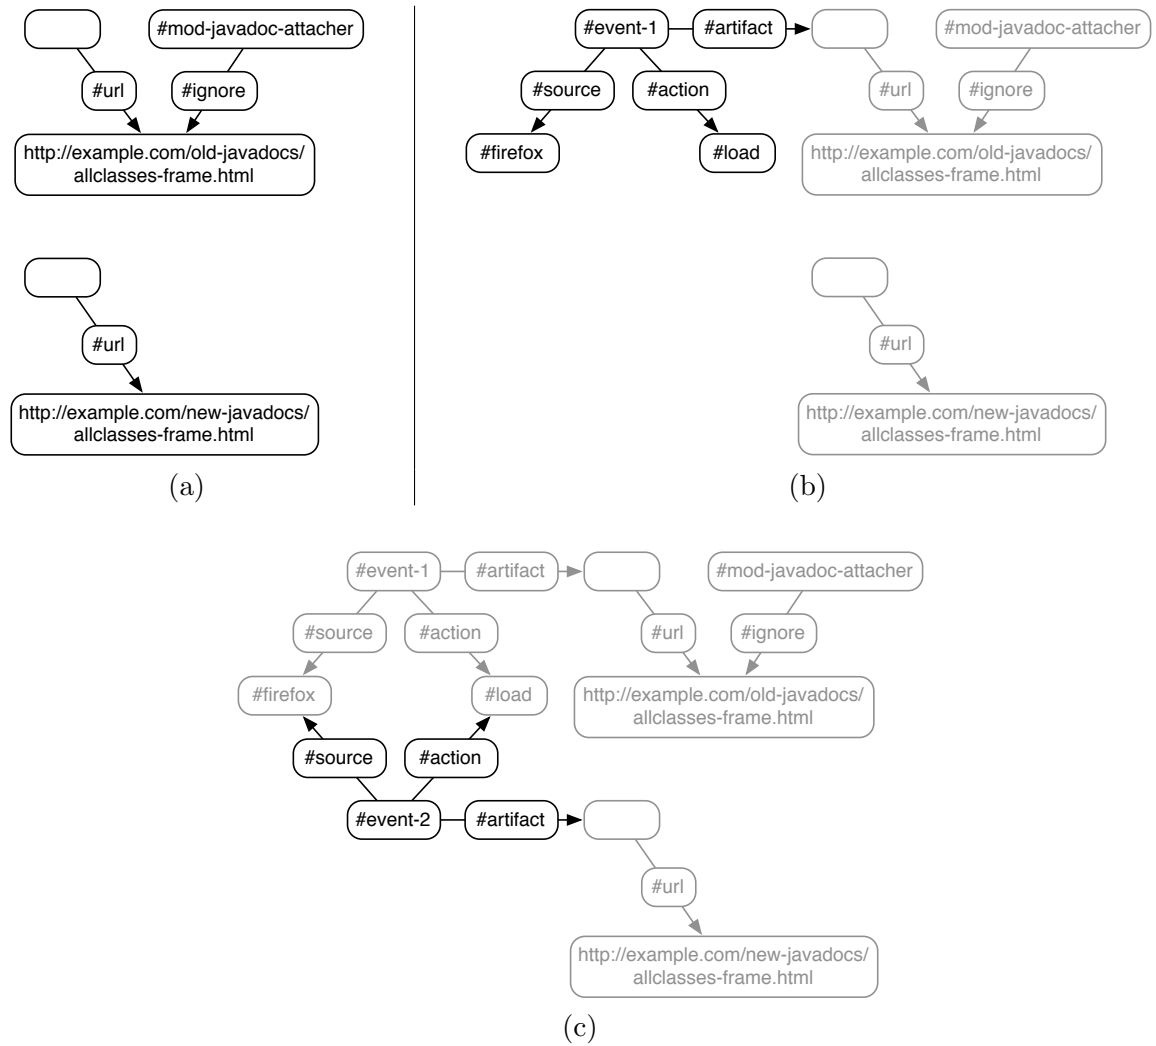 #mod-javadoc-attacher
#url
#ignore
http://example.com/old-javadocs/
allclasses-frame.html
#url
http://example.com/new-javadocs/
allclasses-frame.html
(a)
#event-1
#artifact
#mod-javadoc-attacher
#source
#action
#url
#ignore
#firefox
#load
http://example.com/old-javadocs/
allclasses-frame.html
#url
http://example.com/new-javadocs/
allclasses-frame.html
(b)
#event-1
#artifact
#mod-javadoc-attacher
#source
#action
#url
#ignore
#firefox
#load
http://example.com/old-javadocs/
allclasses-frame.html
#source
#action
#event-2
#artifact
#url
http://example.com/new-javadocs/
allclasses-frame.html
(c)